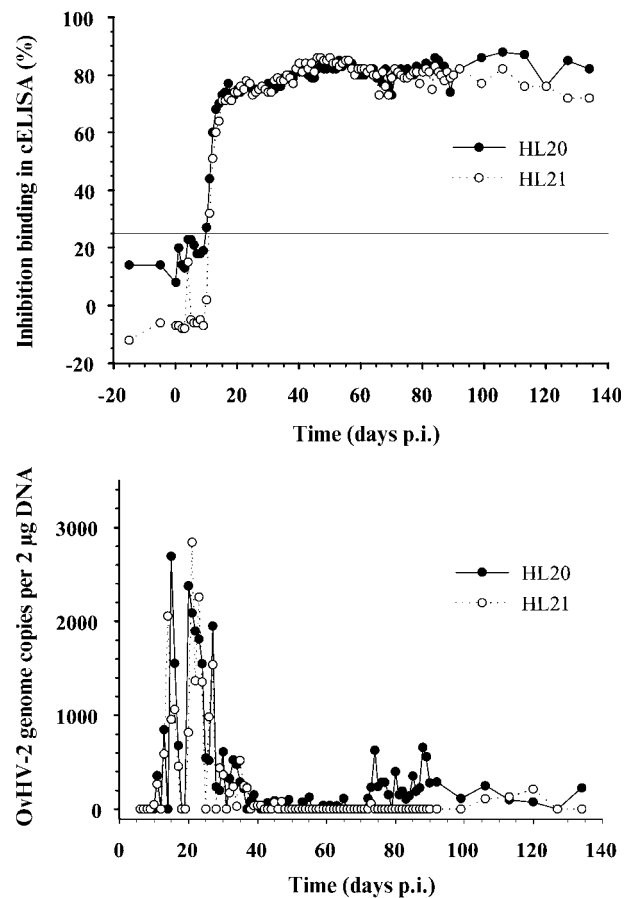 100
80
60
40
20
0
-20
Inhibition binding in cELISA (%)
HL20
HL21
-20 0 20 40 60 80 100 120 140
Time (days p.i.)
3000
2000
1000
0
OvHV-2 genome copies per 2 µg DNA
HL20
HL21
0 20 40 60 80 100 120 140
Time (days p.i.)